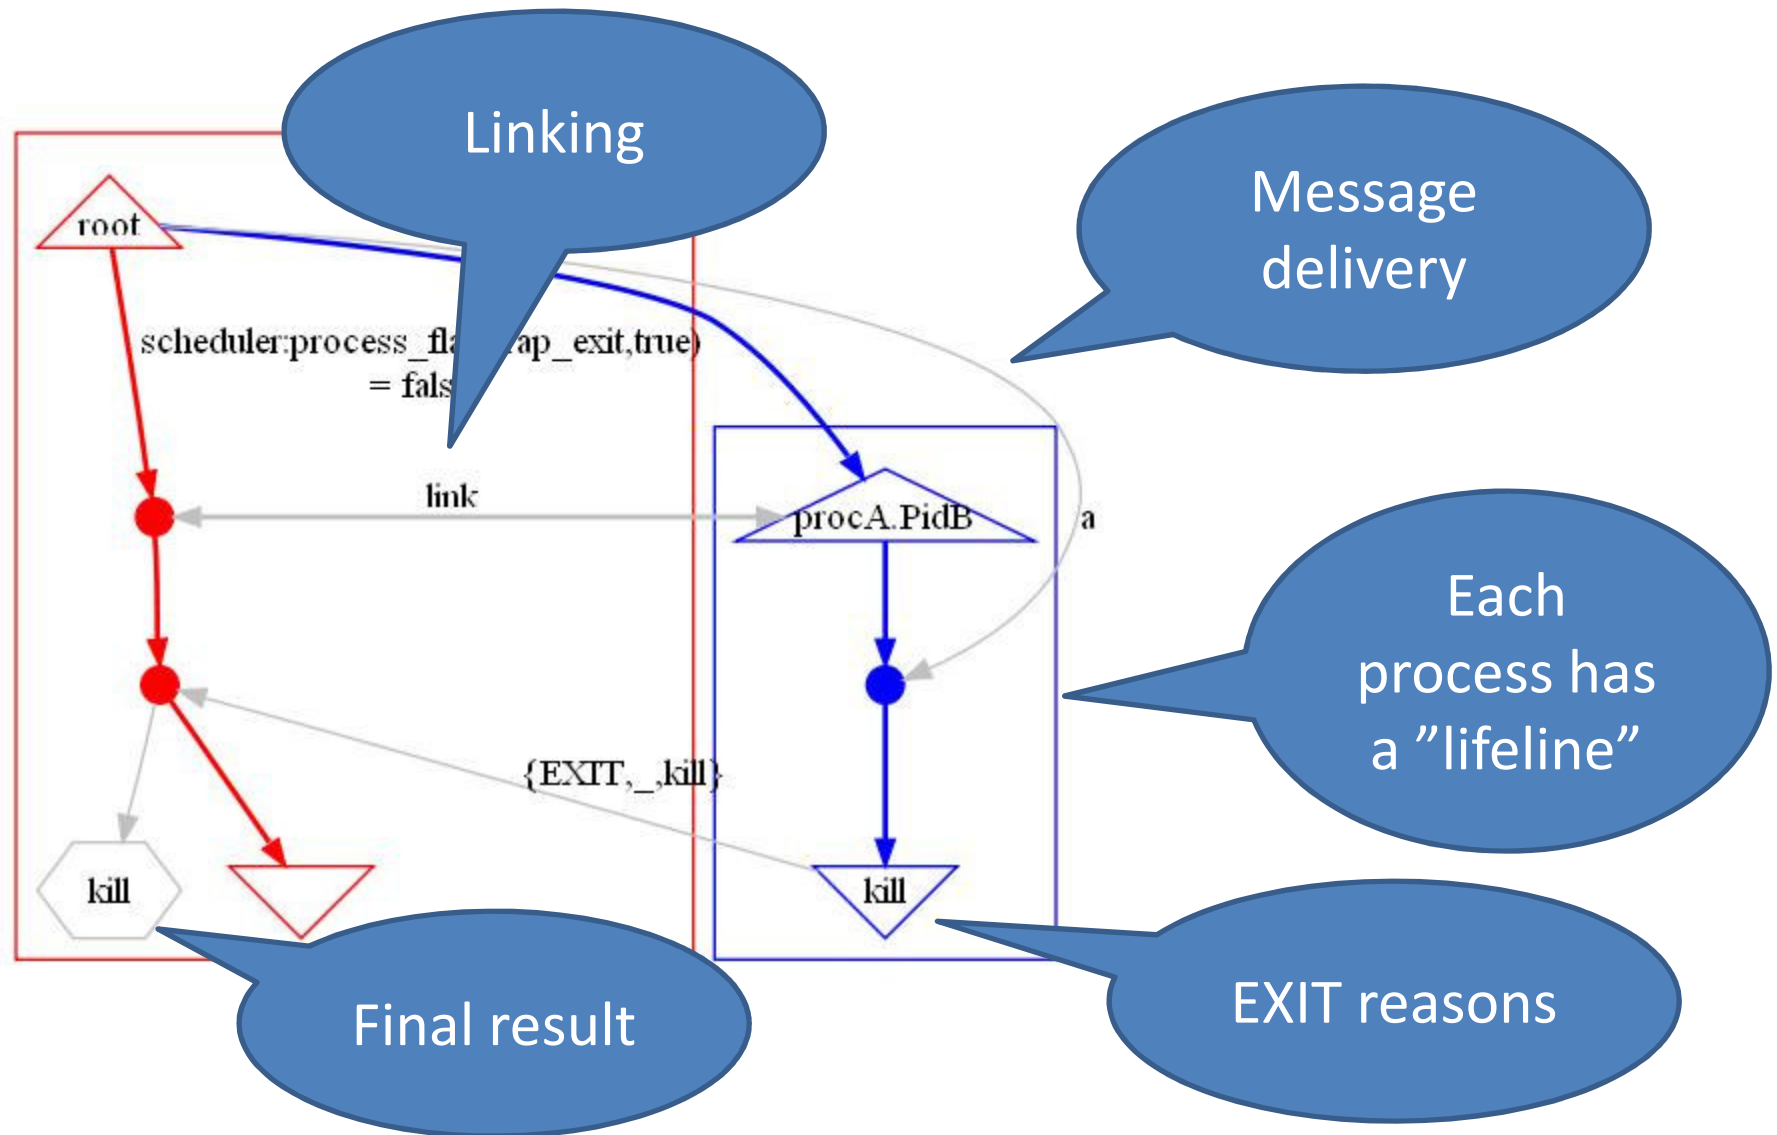 Linking
Message
delivery
root
scheduler:process_fla ap_exit,true)
= fals
link
procA.PidB
a
Each
process has
a ”lifeline”
{EXIT,_,kill}
kill
kill
EXIT reasons
Final result